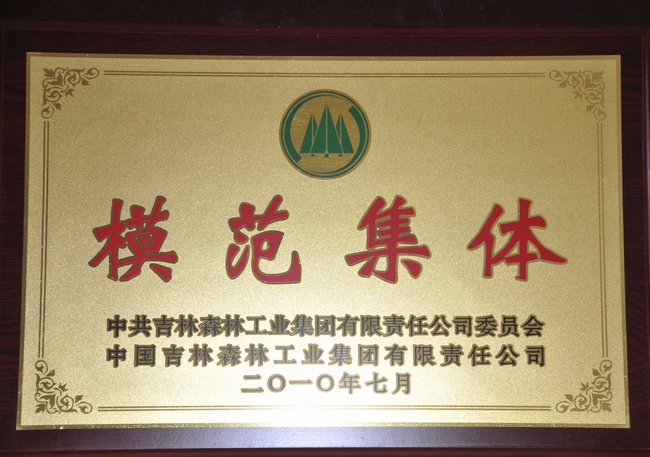 模范集体
中共吉林森林工业集团有限责任公司委员会
中国吉林森林工业集团有限责任公司
二〇一〇年七月